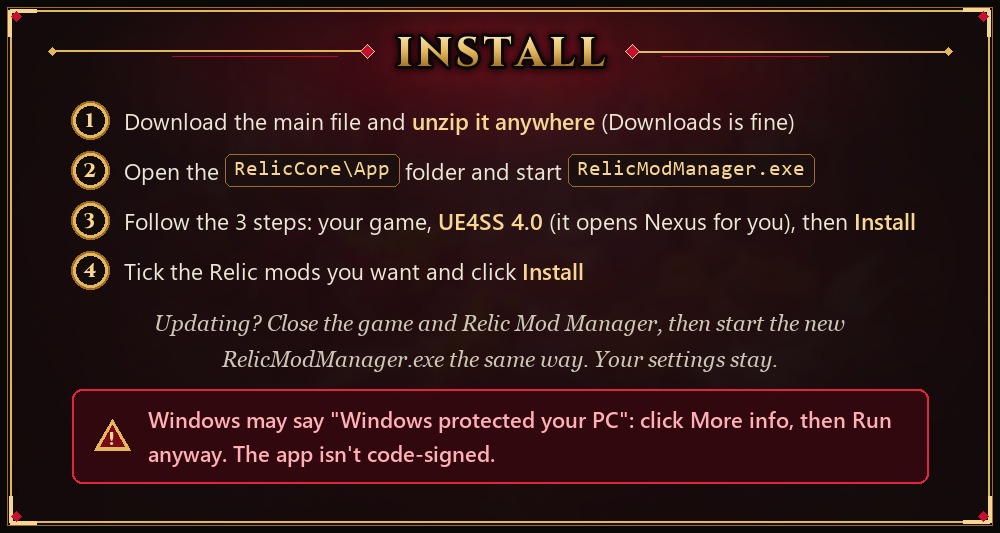 INSTALL
1 Download the main file and unzip it anywhere (Downloads is fine)
2 Open the RelicCore\App folder and start RelicModManager.exe
3 Follow the 3 steps: your game, UE4SS 4.0 (it opens Nexus for you), then Install
4 Tick the Relic mods you want and click Install
Updating? Close the game and Relic Mod Manager, then start the new
RelicModManager.exe the same way. Your settings stay.
Windows may say "Windows protected your PC": click More info, then Run
anyway. The app isn't code-signed.